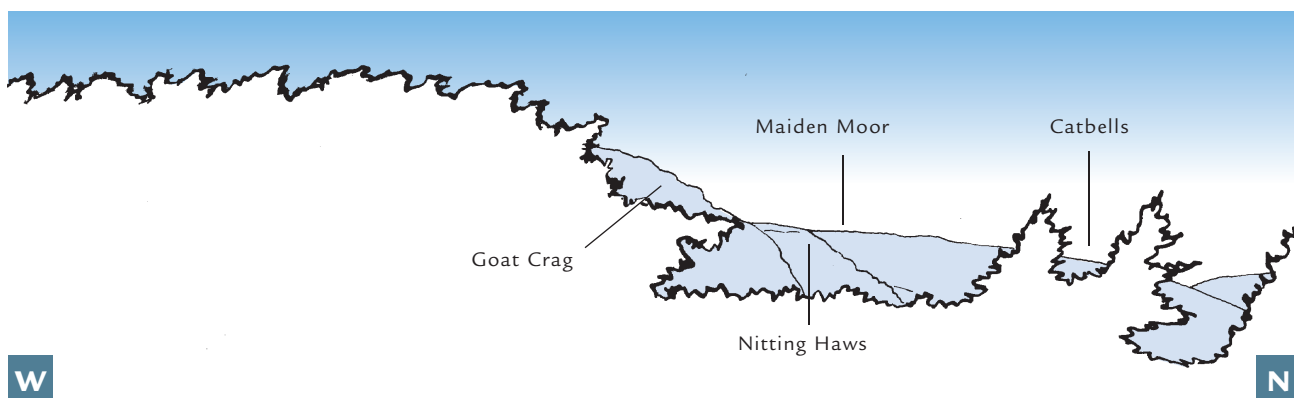 Maiden Moor
Catbells
Goat Crag
Nitting Haws
W
N